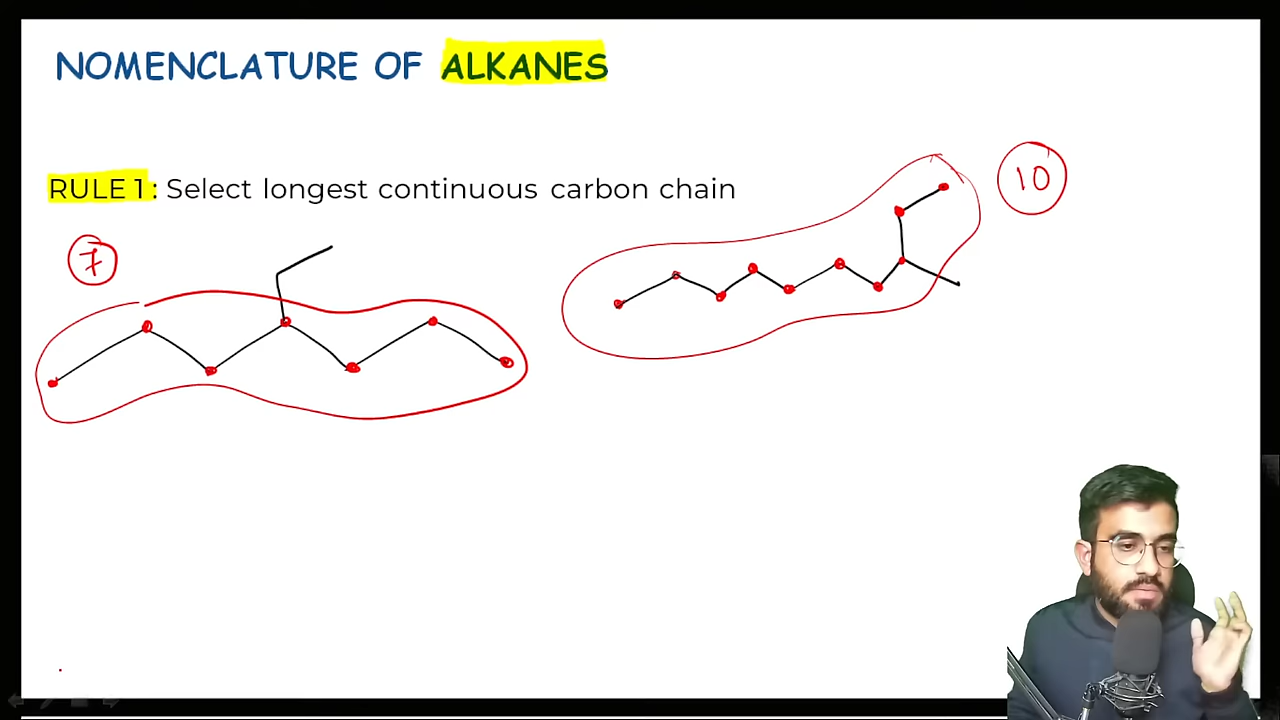 NOMENCLATURE OF ALKANES
RULE 1 : Select longest continuous carbon chain
7
10